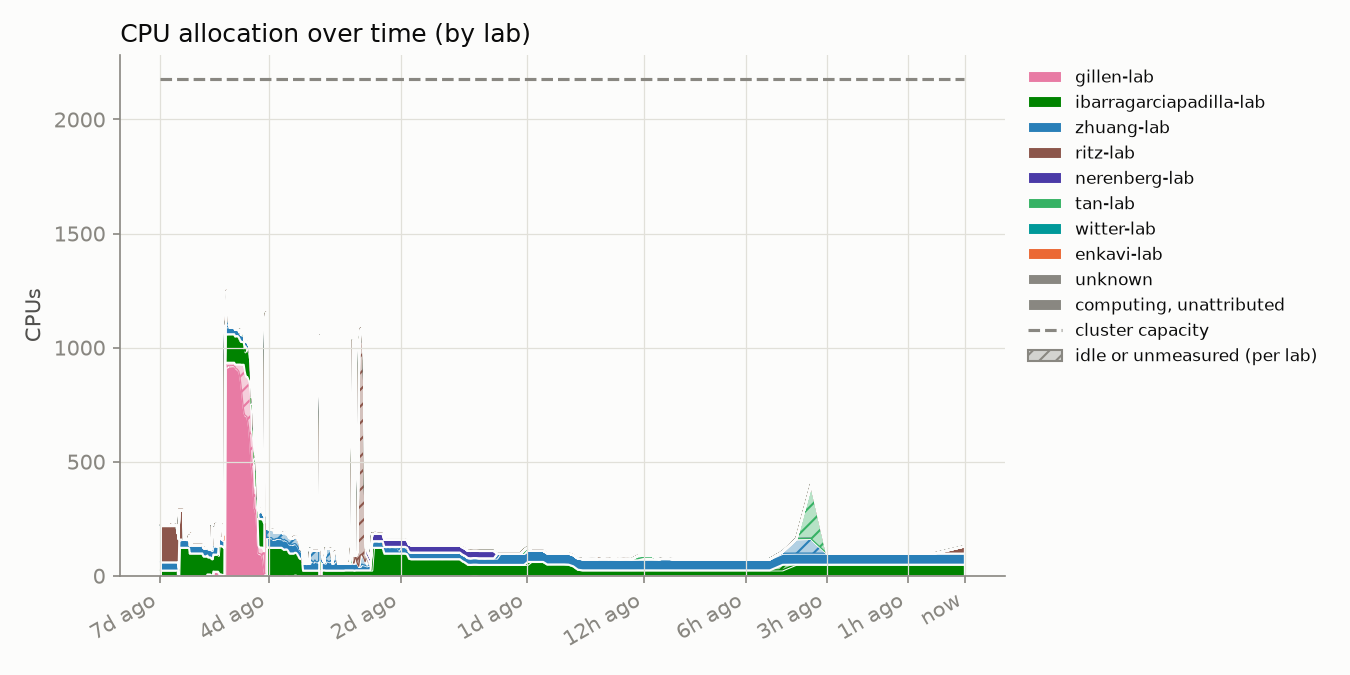 CPU allocation over time (by lab)
CPUs
2000
1500
1000
500
0
7d ago
4d ago
2d ago
1d ago
12h ago
6h ago
3h ago
1h ago
now
gillen-lab
ibarragarciapadilla-lab
zhuang-lab
ritz-lab
nerenberg-lab
tan-lab
witter-lab
enkavi-lab
unknown
computing, unattributed
cluster capacity
idle or unmeasured (per lab)